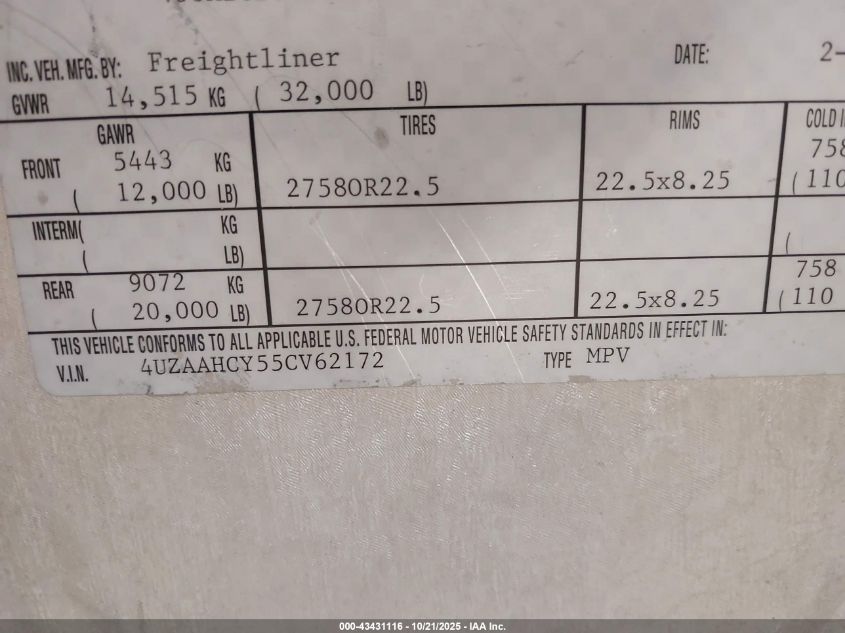 INC. VEH. MFG. BY: Freightliner DATE: 2-
GVWR 14,515 KG ( 32,000 LB)
GAWR TIRES RIMS COLD I
FRONT 5443 KG 758
( 12,000 LB) 27580R22.5 22.5x8.25 (110
INTERM( KG
( LB) (
REAR 9072 KG 758
( 20,000 LB) 27580R22.5 22.5x8.25 (110
THIS VEHICLE CONFORMS TO ALL APPLICABLE U.S. FEDERAL MOTOR VEHICLE SAFETY STANDARDS IN EFFECT IN:
V.I.N. 4UZAAHCY55CV62172 TYPE MPV
000-43431116 - 10/21/2025 - IAA Inc.